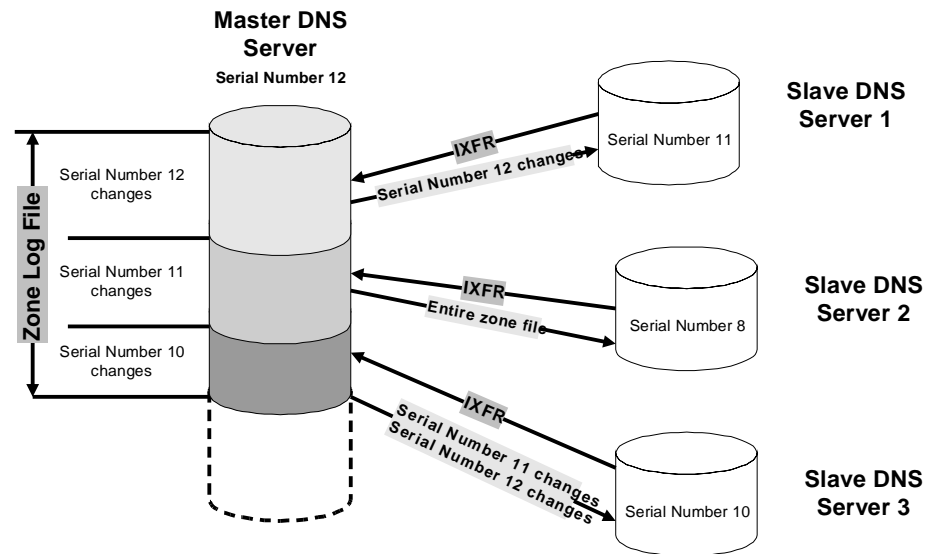 Master DNS
Server
Serial Number 12
Slave DNS
Server 1
Serial Number 11
IXFR
Serial Number 12 changes
Zone Log File
Serial Number 12
changes
Serial Number 11
changes
Serial Number 10
changes
IXFR
Entire zone file
Serial Number 8
Slave DNS
Server 2
IXFR
Serial Number 11 changes
Serial Number 12 changes
Serial Number 10
Slave DNS
Server 3